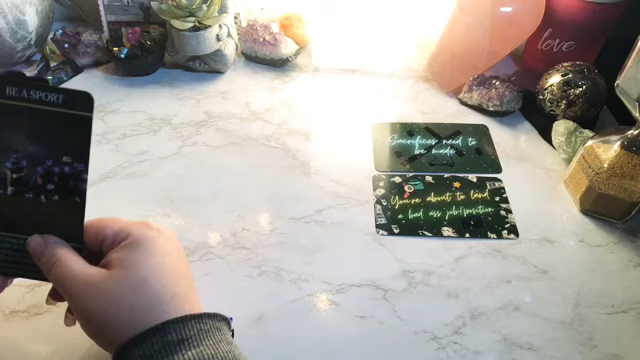 BE A SPORT
love
Sacrifices need to
be made
You're about to land
a bad ass job/position